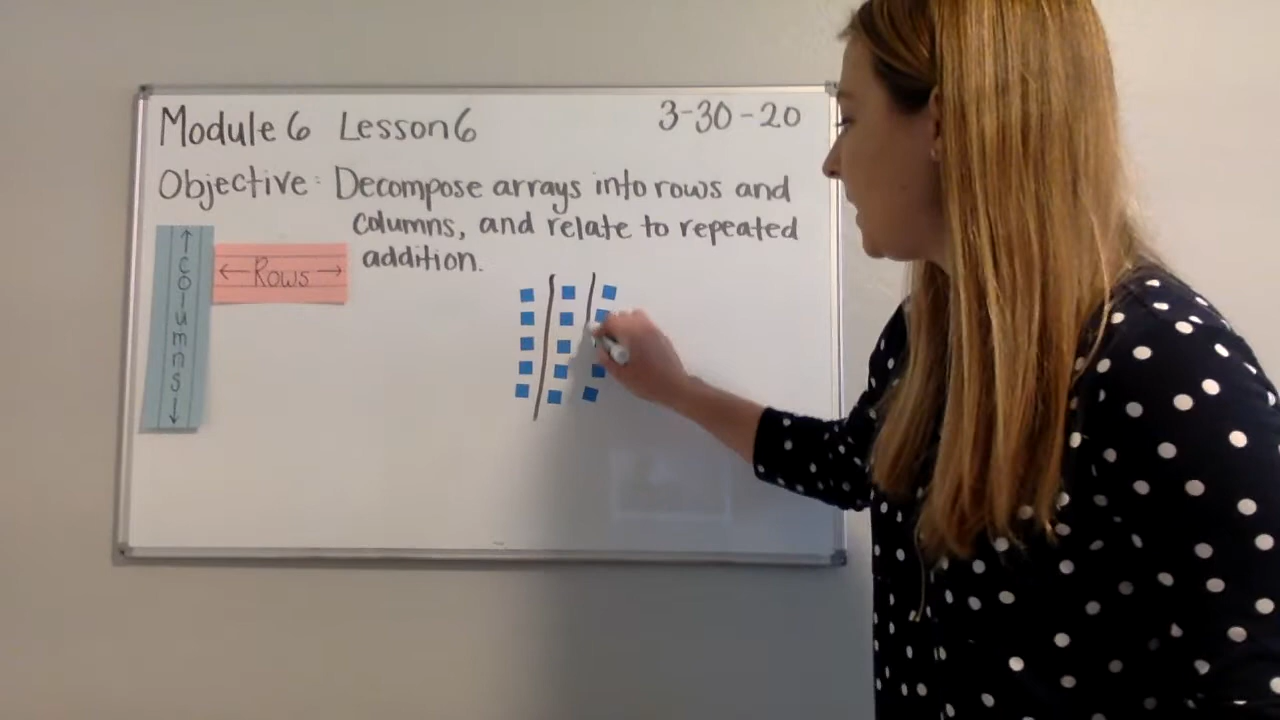 Module 6 Lesson 6
3-30-20
Objective: Decompose arrays into rows and
columns, and relate to repeated
addition.
columns
Rows